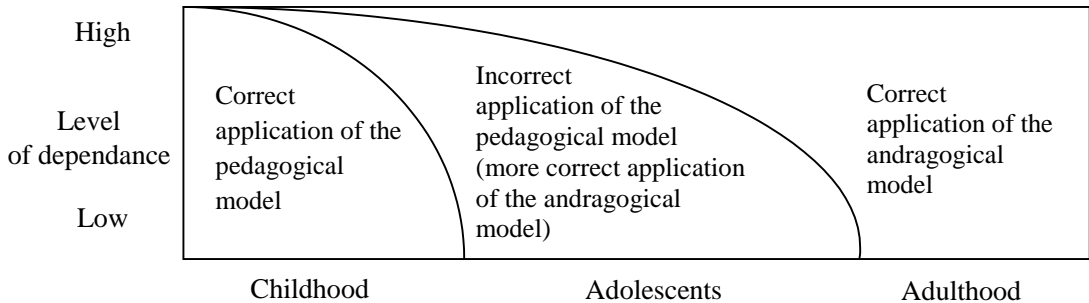 High
Level
of dependance
Low
Correct
application of the
pedagogical
model
Incorrect
application of the
pedagogical model
(more correct application
of the andragogical
model)
Correct
application of the
andragogical
model
Childhood
Adolescents
Adulthood